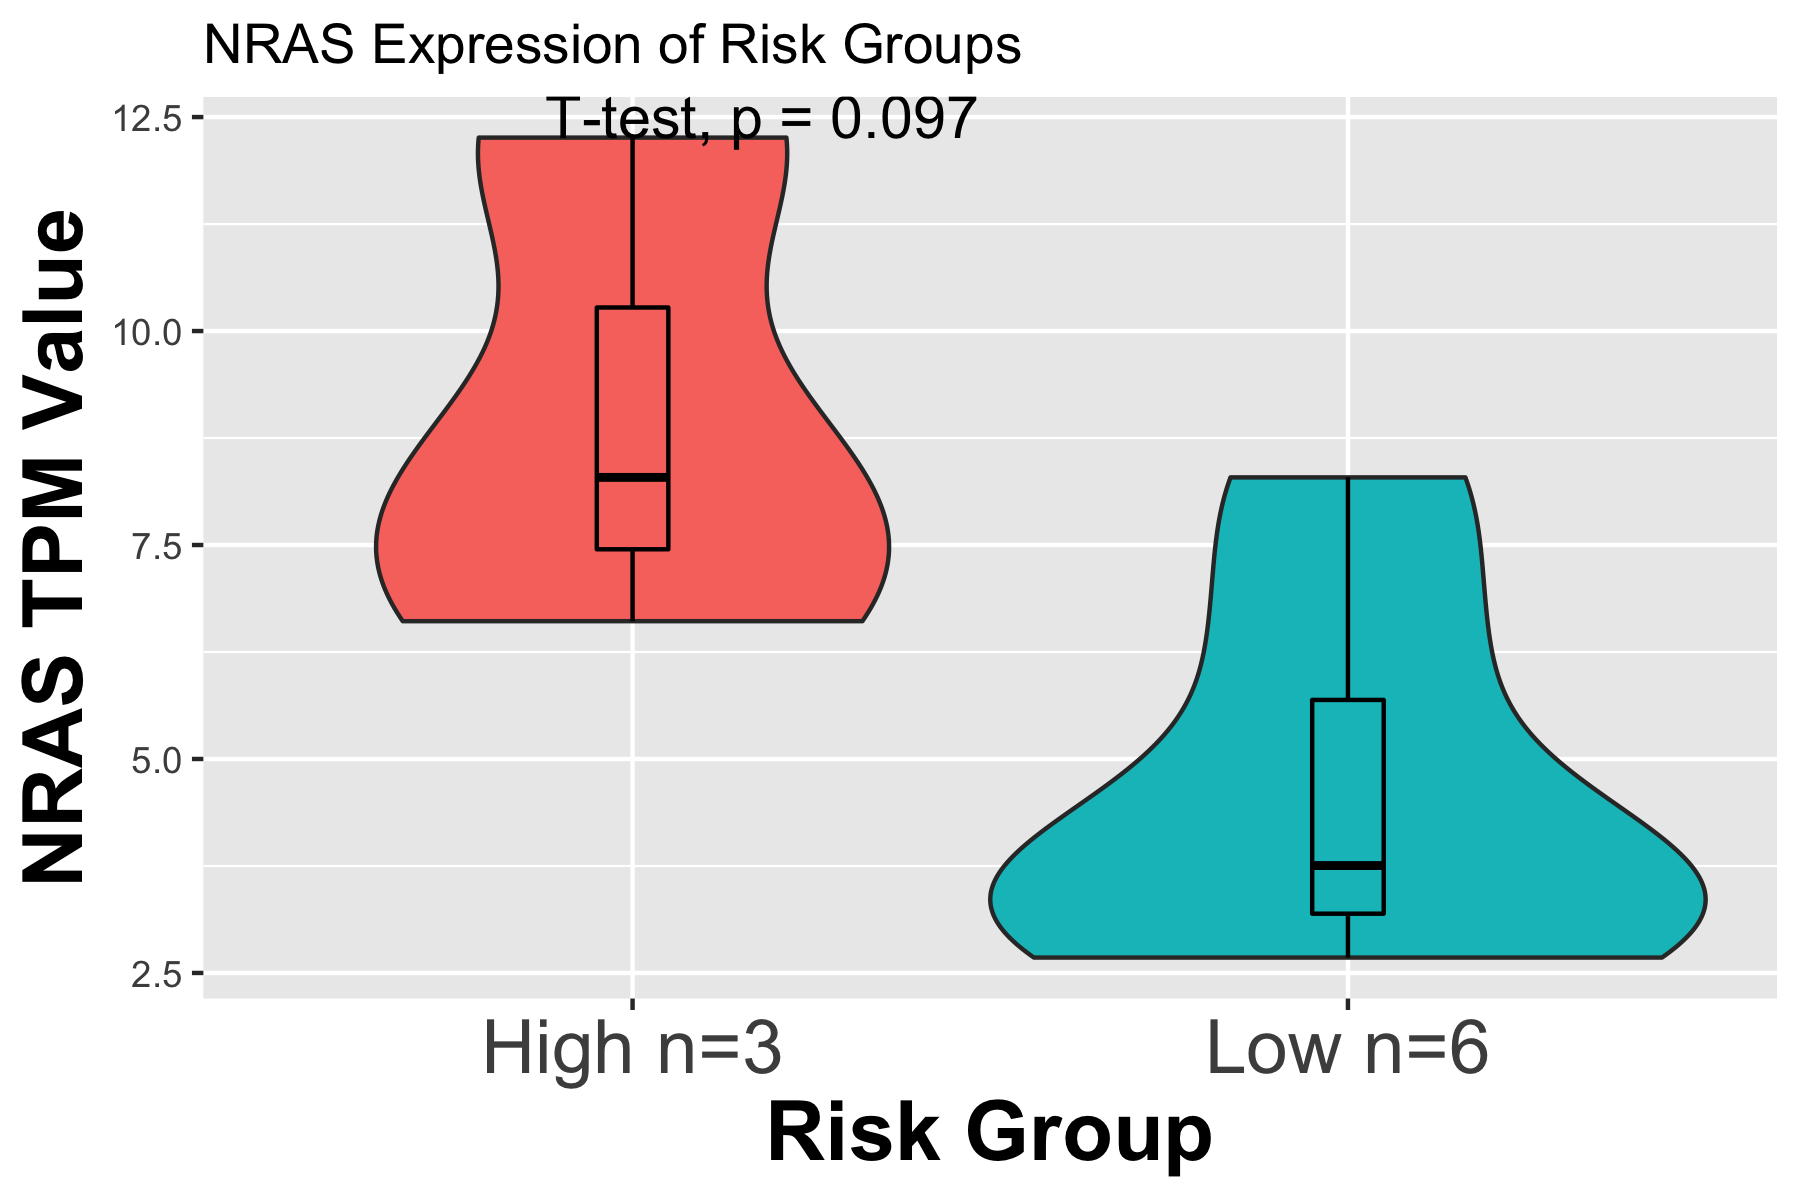 NRAS Expression of Risk Groups
T-test, p = 0.097
NRAS TPM Value
12.5
10.0
7.5
5.0
2.5
High n=3
Low n=6
Risk Group